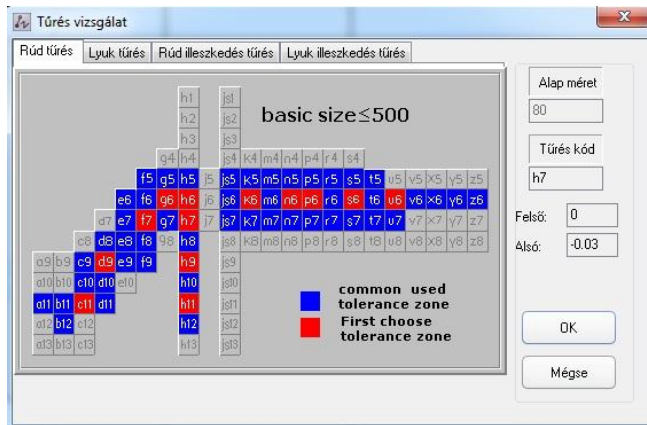 Tűrés vizsgálat
Rúd tűrés Lyuk tűrés Rúd illeszkedés tűrés Lyuk illeszkedés tűrés
basic size≤500
h1 js1
h2 js2
h3 js3
g4 h4 js4 k4 m4 n4 p4 r4 s4
f5 g5 h5 j5 js5 k5 m5 n5 p5 r5 s5 t5 u5 v5 x5 y5 z5
e6 f6 g6 h6 j6 js6 k6 m6 n6 p6 r6 s6 t6 u6 v6 x6 y6 z6
d7 e7 f7 g7 h7 j7 js7 k7 m7 n7 p7 r7 s7 t7 u7 v7 x7 y7 z7
c8 d8 e8 f8 98 h8 js8 k8 m8 n8 p8 r8 s8 t8 u8 v8 x8 y8 z8
a9 b9 c9 d9 e9 f9 h9 js9
a10 b10 c10 d10 e10 h10 js10
a11 b11 c11 d11 h11 js11
a12 b12 c12 h12 js12
a13 b13 c13 h13 js13
common used
tolerance zone
First choose
tolerance zone
Alap méret
80
Tűrés kód
h7
Felső: 0
Alsó: -0.03
OK
Mégse